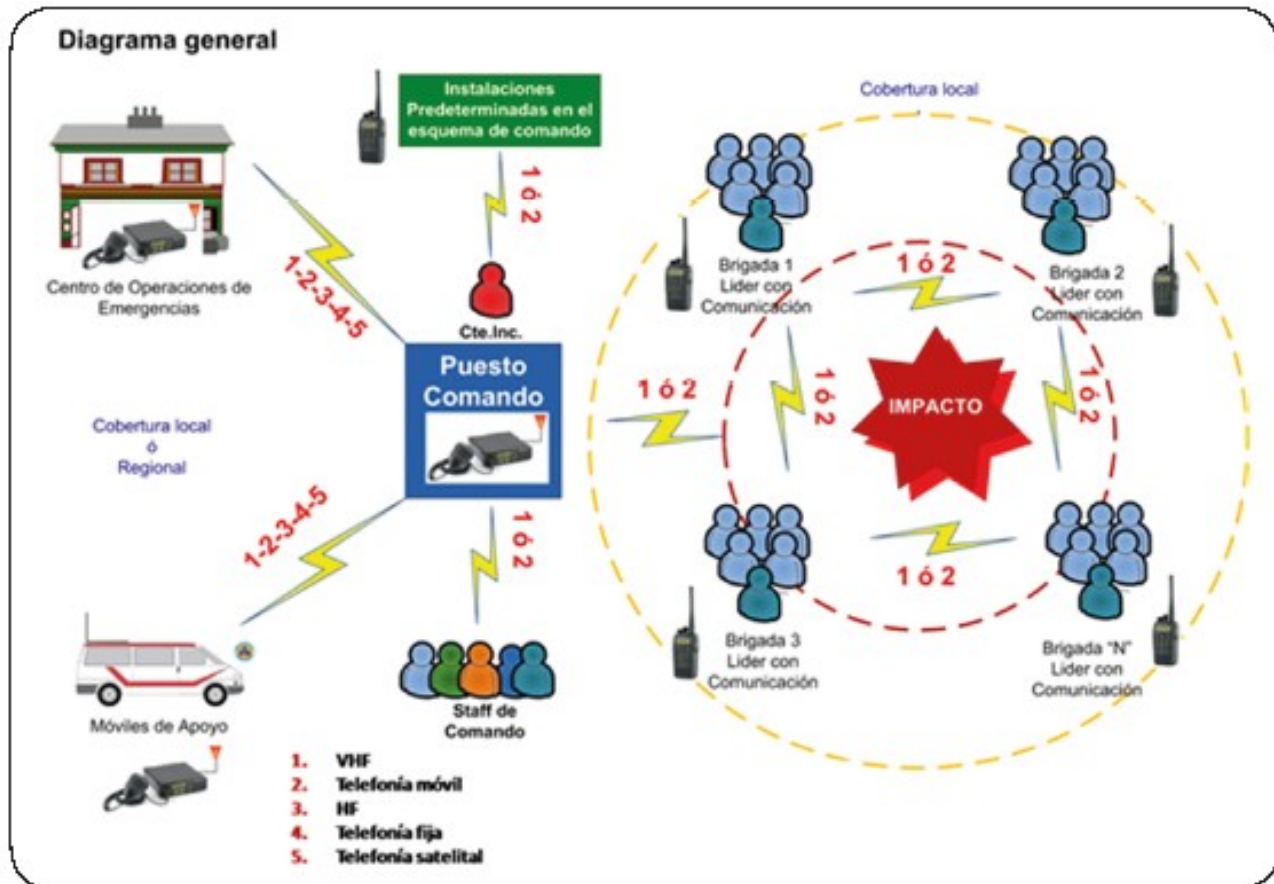 Diagrama general
Instalaciones
Predeterminadas en el
esquema de comando
Cobertura local
1 ó 2
Centro de Operaciones de
Emergencias
1-2-3-4-5
Cte.Inc.
Puesto
Comando
Cobertura local
ó
Regional
1-2-3-4-5
1 ó 2
Móviles de Apoyo
Staff de
Comando
1. VHF
2. Telefonía móvil
3. HF
4. Telefonía fija
5. Telefonía satelital
Brigada 1
Lider con
Comunicación
1 ó 2
Brigada 2
Lider con
Comunicación
1 ó 2
1 ó 2
IMPACTO
1 ó 2
1 ó 2
Brigada 3
Lider con
Comunicación
Brigada "N"
Lider con
Comunicación